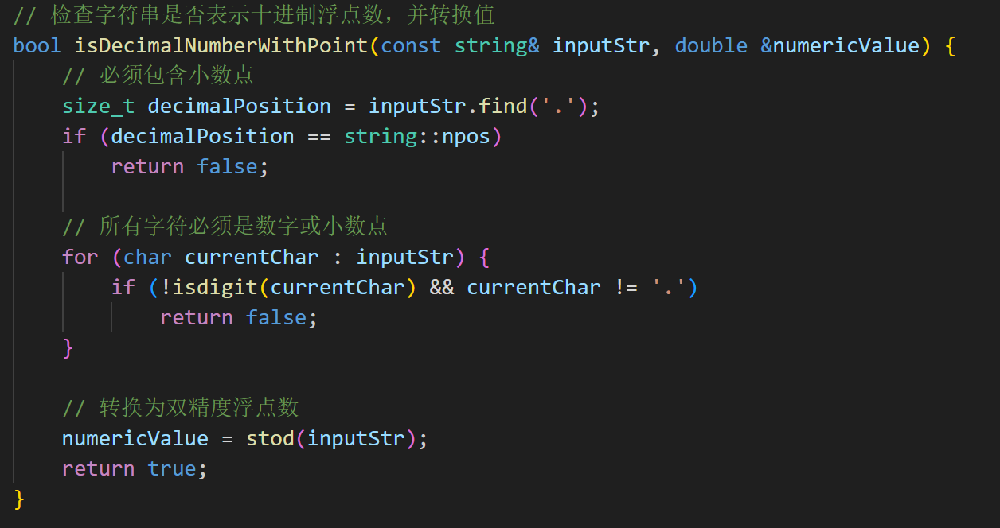 // 检查字符串是否表示十进制浮点数，并转换值
bool isDecimalNumberWithPoint(const string& inputStr, double &numericValue) {
    // 必须包含小数点
    size_t decimalPosition = inputStr.find('.');
    if (decimalPosition == string::npos)
        return false;

    // 所有字符必须是数字或小数点
    for (char currentChar : inputStr) {
        if (!isdigit(currentChar) && currentChar != '.')
            return false;
    }

    // 转换为双精度浮点数
    numericValue = stod(inputStr);
    return true;
}